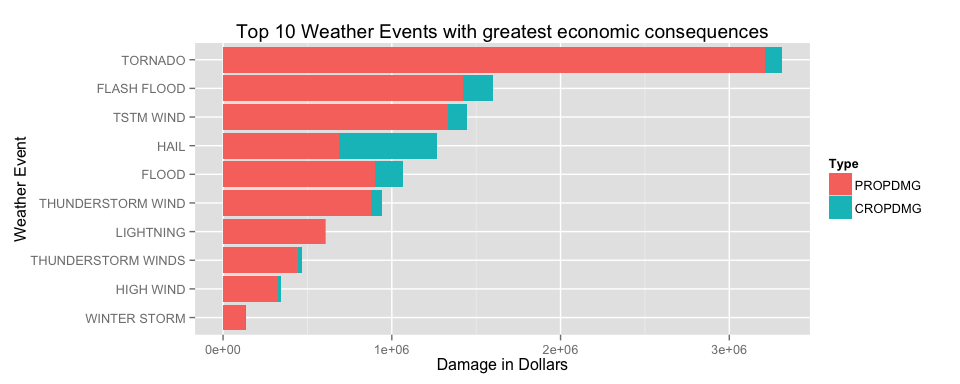 Top 10 Weather Events with greatest economic consequences
Weather Event
TORNADO
FLASH FLOOD
TSTM WIND
HAIL
FLOOD
THUNDERSTORM WIND
LIGHTNING
THUNDERSTORM WINDS
HIGH WIND
WINTER STORM
0e+00 1e+06 2e+06 3e+06
Damage in Dollars
Type
PROPDMG
CROPDMG